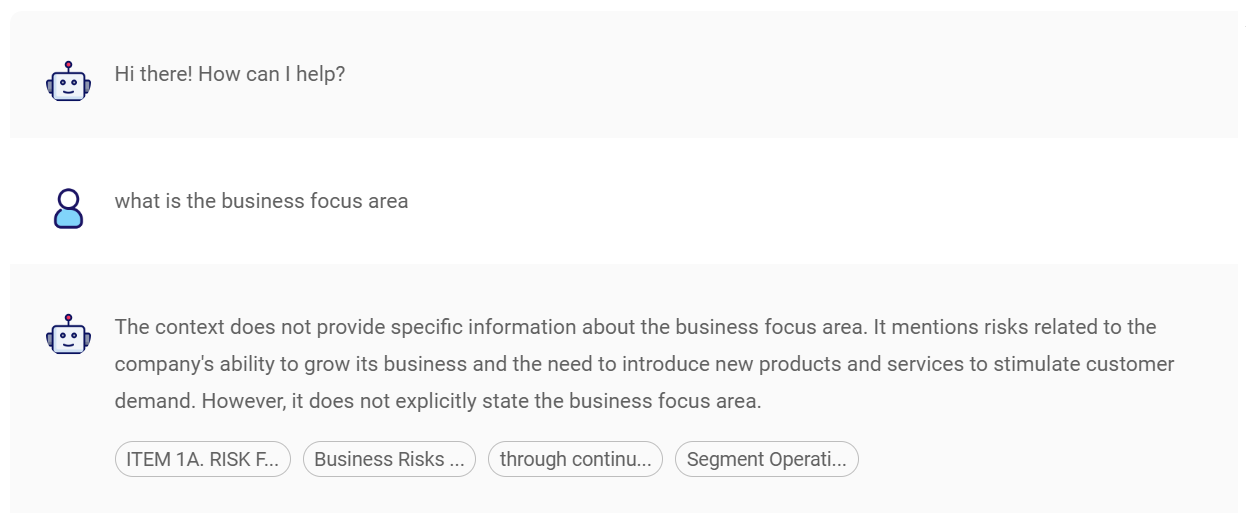 Hi there! How can I help?
what is the business focus area
The context does not provide specific information about the business focus area. It mentions risks related to the
company's ability to grow its business and the need to introduce new products and services to stimulate customer
demand. However, it does not explicitly state the business focus area.
ITEM 1A. RISK F... Business Risks ... through continu... Segment Operati...